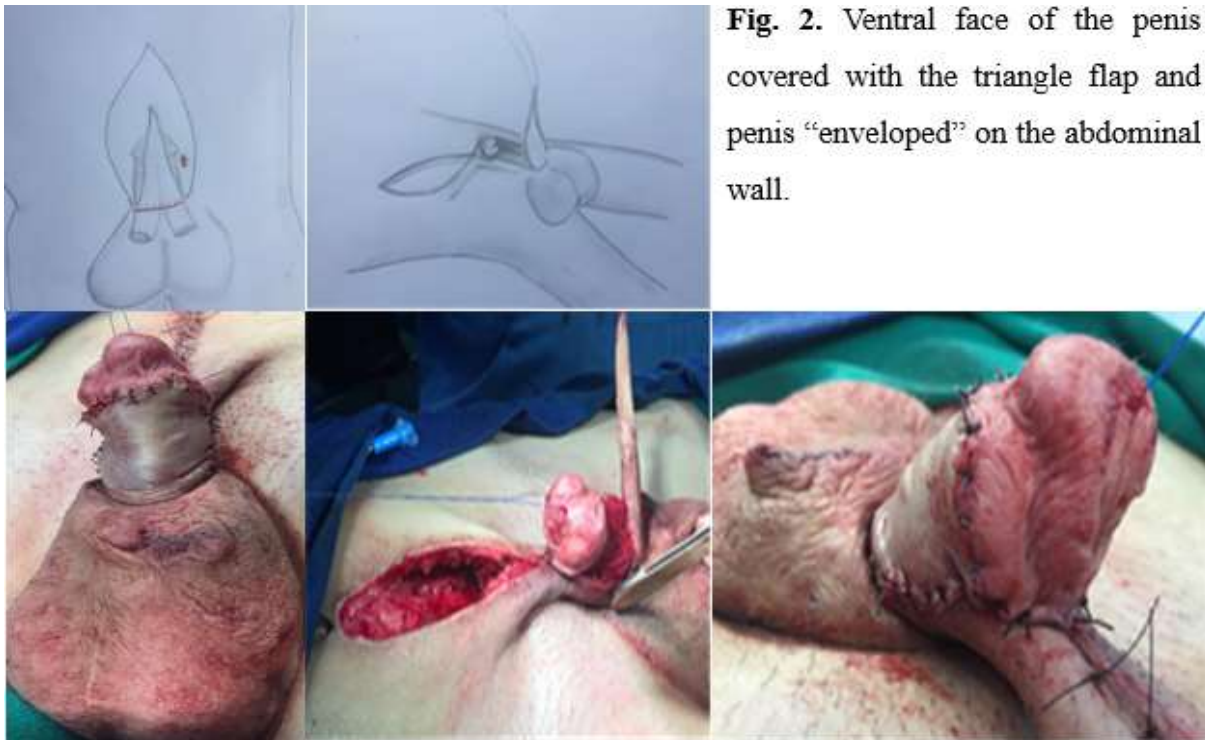 Fig. 2. Ventral face of the penis
covered with the triangle flap and
penis “enveloped” on the abdominal
wall.